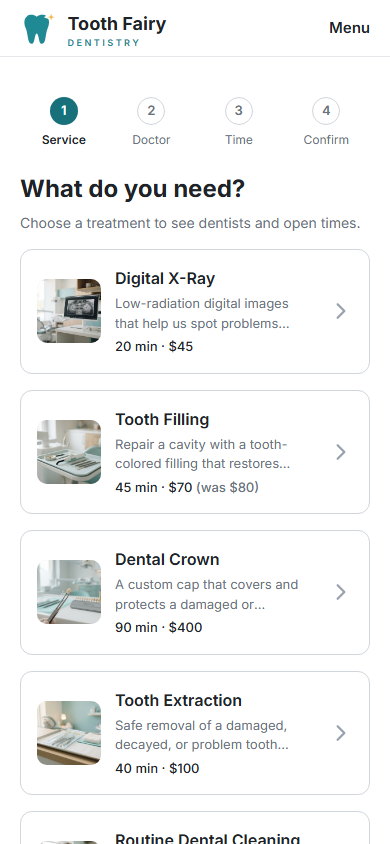 Tooth Fairy
DENTISTRY
Menu
1
2
3
4
Service
Doctor
Time
Confirm
What do you need?
Choose a treatment to see dentists and open times.
Digital X-Ray
Low-radiation digital images
that help us spot problems...
20 min · $45
Tooth Filling
Repair a cavity with a tooth-
colored filling that restores...
45 min · $70 (was $80)
Dental Crown
A custom cap that covers and
protects a damaged or...
90 min · $400
Tooth Extraction
Safe removal of a damaged,
decayed, or problem tooth...
40 min · $100
Routine Dental Cleaning